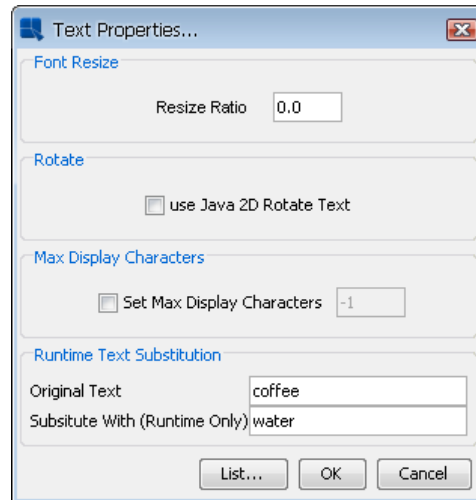 Text Properties...
Font Resize
Resize Ratio 0.0
Rotate
use Java 2D Rotate Text
Max Display Characters
Set Max Display Characters -1
Runtime Text Substitution
Original Text coffee
Subsitute With (Runtime Only) water
List... OK Cancel